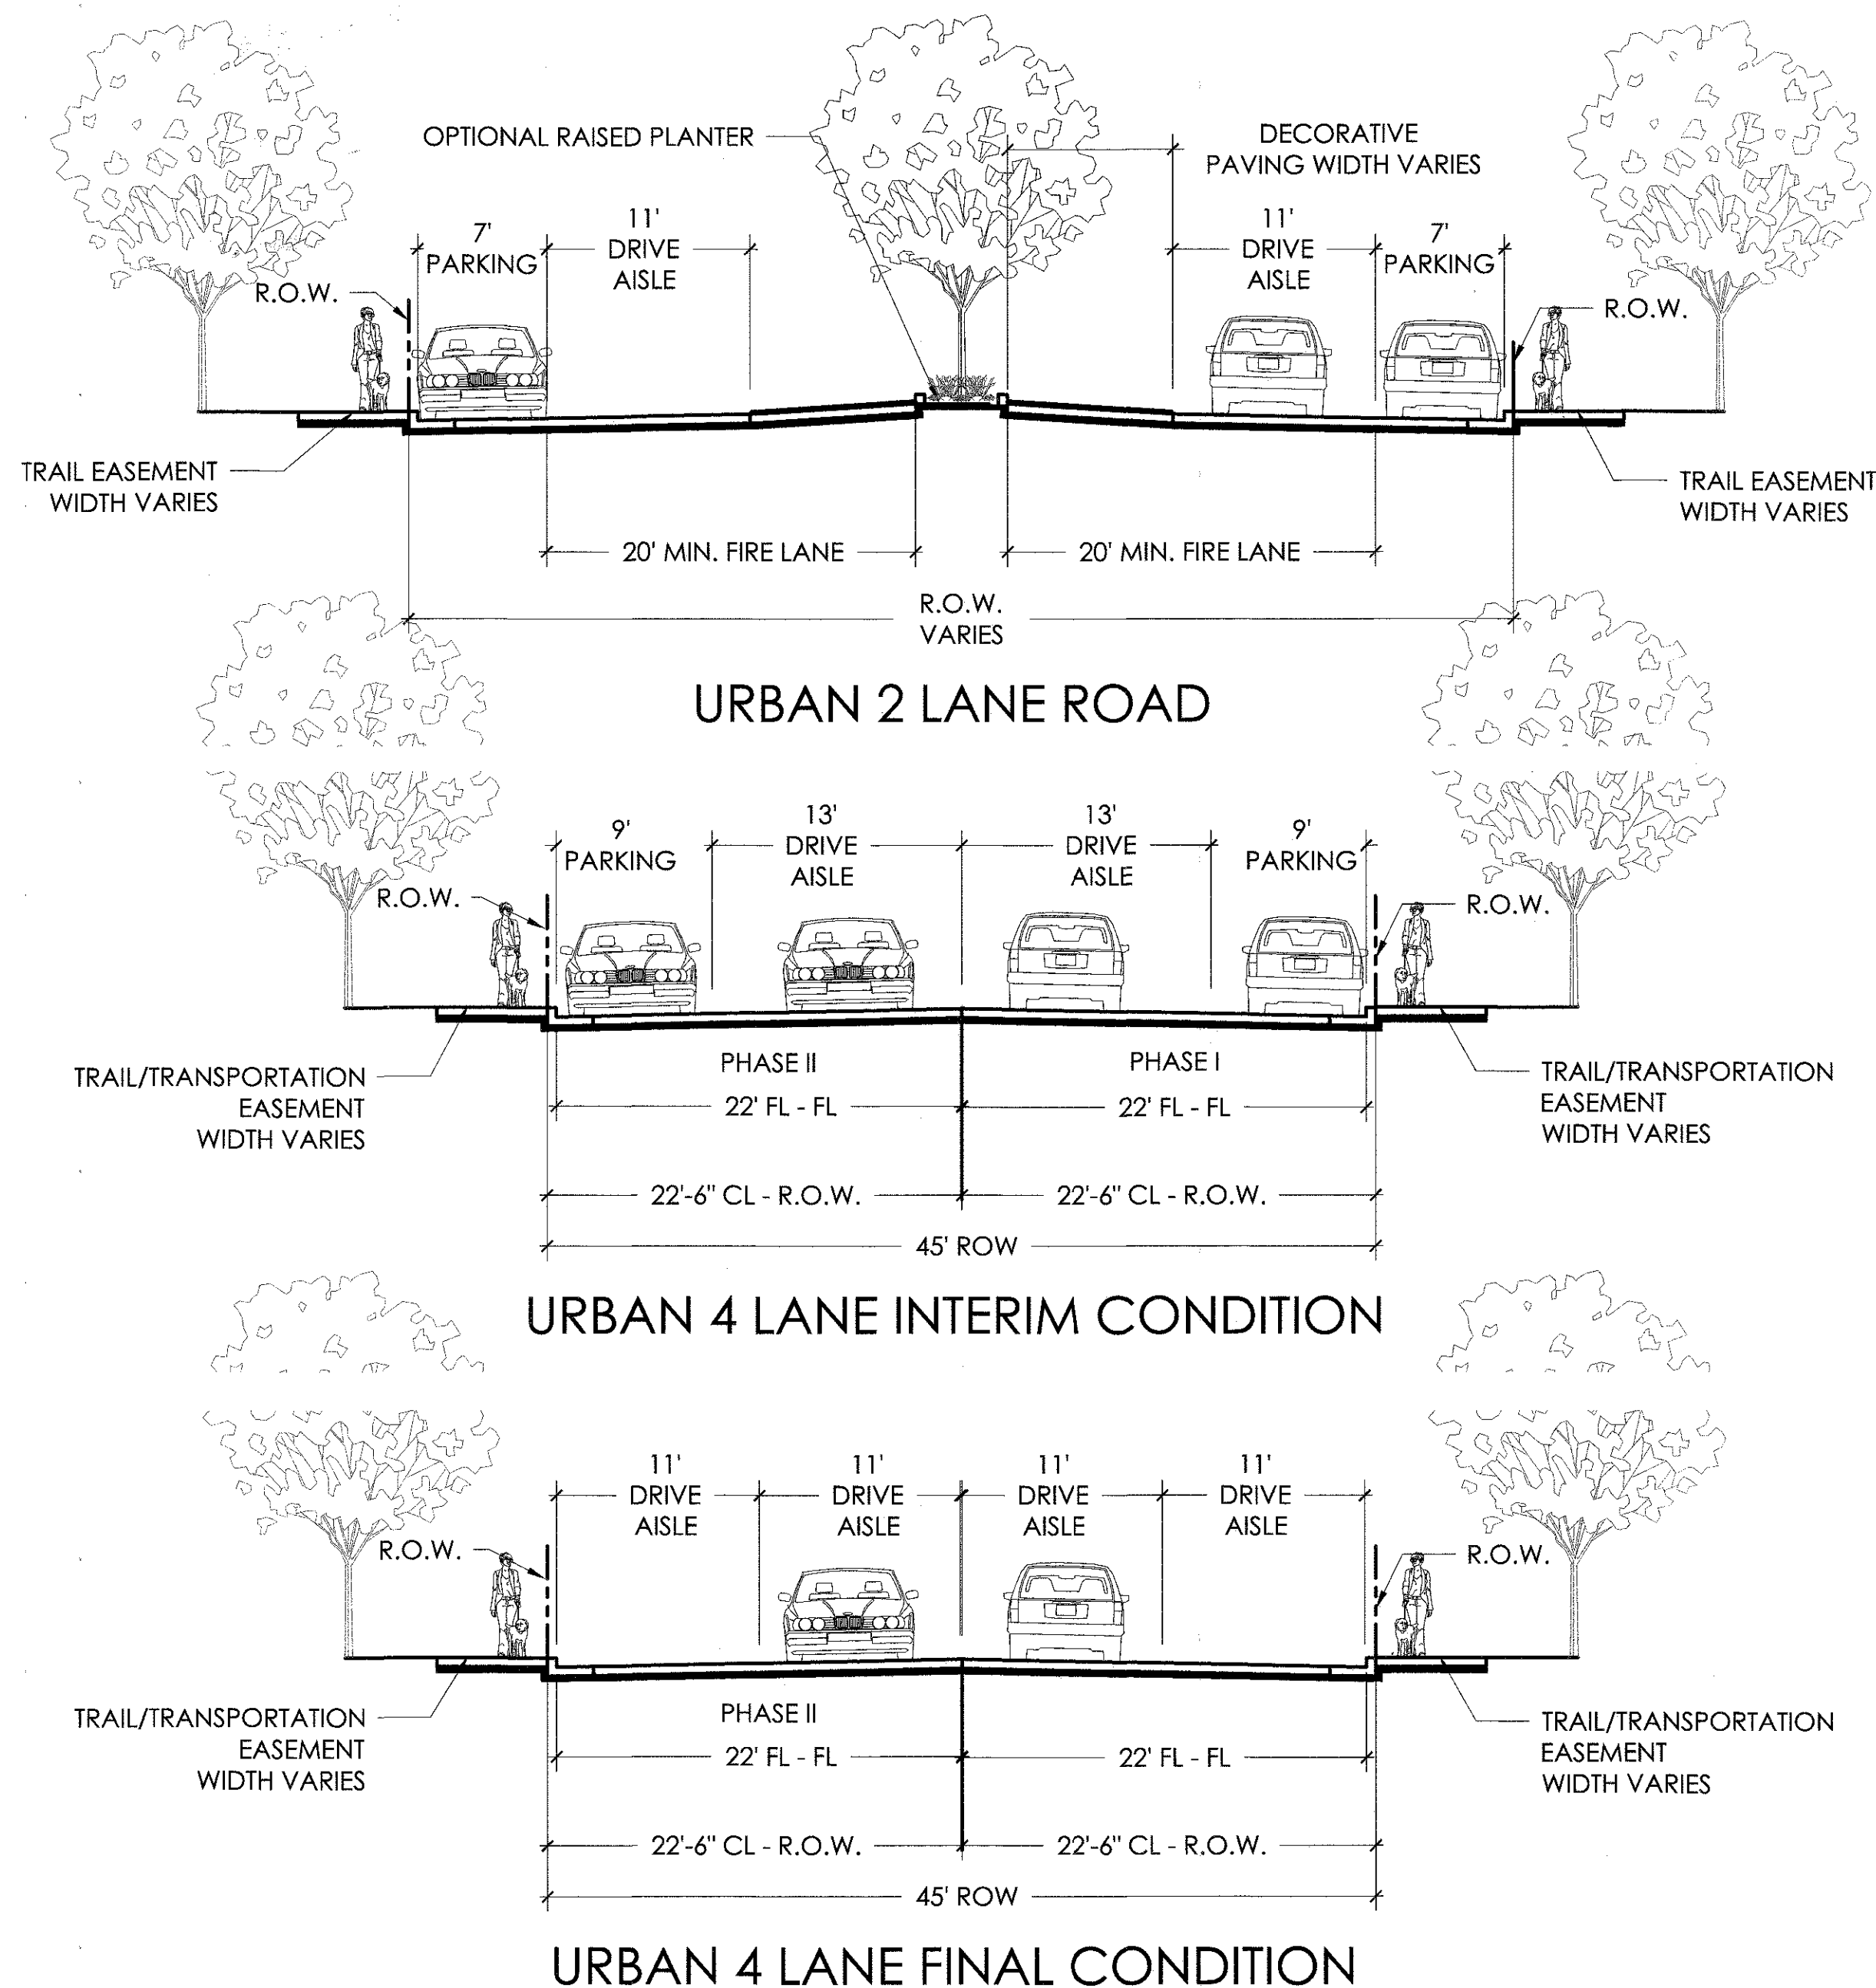 OPTIONAL RAISED PLANTER
DECORATIVE
PAVING WIDTH VARIES
7'
PARKING
11'
DRIVE
AISLE
11'
DRIVE
AISLE
7'
PARKING
R.O.W.
R.O.W.
TRAIL EASEMENT
WIDTH VARIES
TRAIL EASEMENT
WIDTH VARIES
20' MIN. FIRE LANE
20' MIN. FIRE LANE
R.O.W.
VARIES
URBAN 2 LANE ROAD
9'
PARKING
13'
DRIVE
AISLE
13'
DRIVE
AISLE
9'
PARKING
R.O.W.
R.O.W.
PHASE II
PHASE I
TRAIL/TRANSPORTATION
EASEMENT
WIDTH VARIES
22' FL - FL
22' FL - FL
TRAIL/TRANSPORTATION
EASEMENT
WIDTH VARIES
22'-6" CL - R.O.W.
22'-6" CL - R.O.W.
45' ROW
URBAN 4 LANE INTERIM CONDITION
11'
DRIVE
AISLE
11'
DRIVE
AISLE
11'
DRIVE
AISLE
11'
DRIVE
AISLE
R.O.W.
R.O.W.
PHASE II
TRAIL/TRANSPORTATION
EASEMENT
WIDTH VARIES
22' FL - FL
22' FL - FL
TRAIL/TRANSPORTATION
EASEMENT
WIDTH VARIES
22'-6" CL - R.O.W.
22'-6" CL - R.O.W.
45' ROW
URBAN 4 LANE FINAL CONDITION